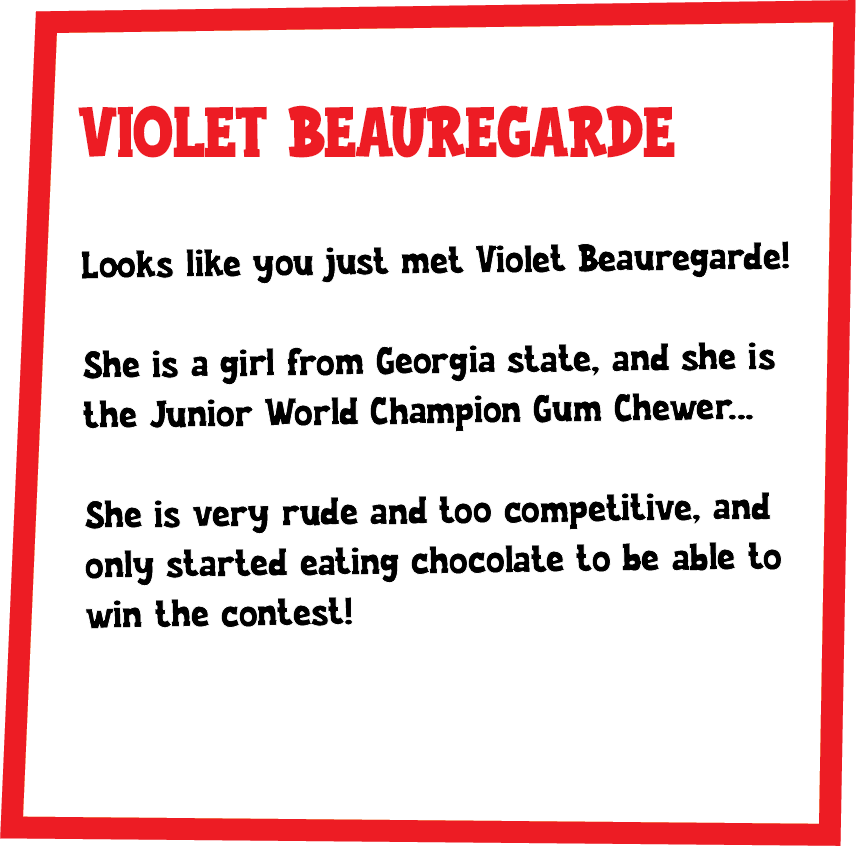 VIOLET BEAUREGARDE
Looks like you just met Violet Beauregarde!
She is a girl from Georgia state, and she is
the Junior World Champion Gum Chewer...
She is very rude and too competitive, and
only started eating chocolate to be able to
win the contest!